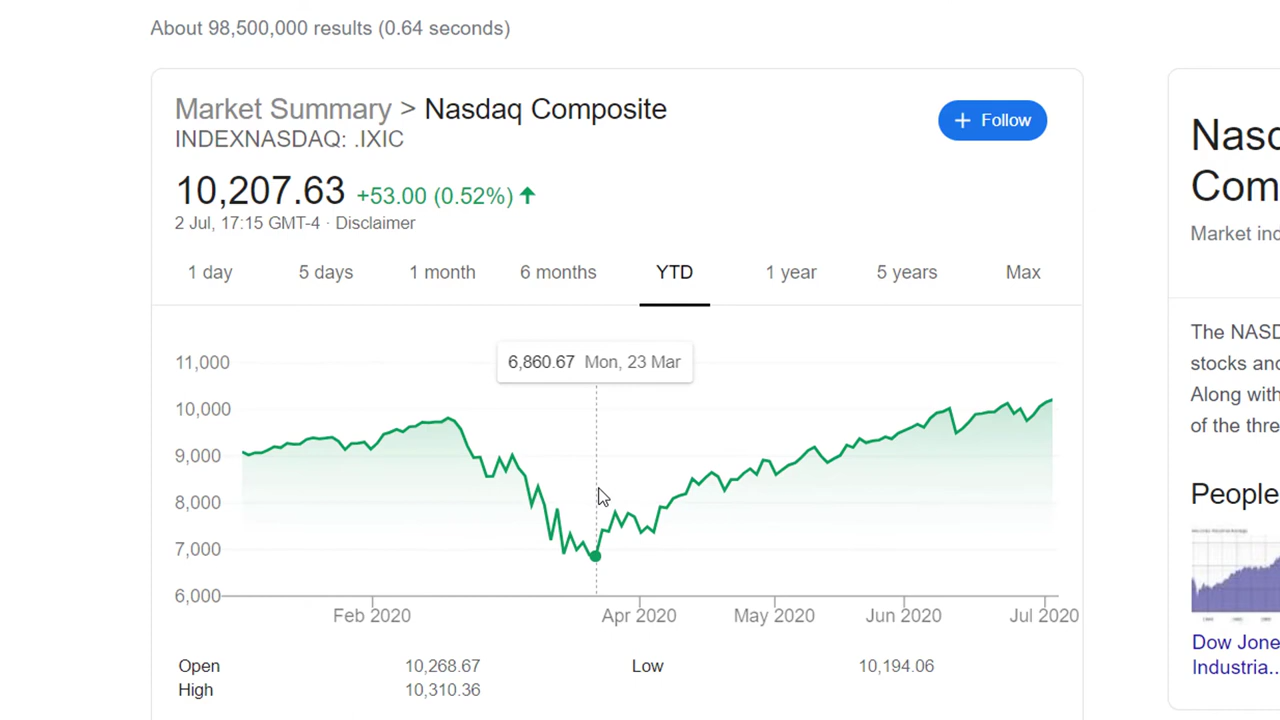 About 98,500,000 results (0.64 seconds)
Market Summary > Nasdaq Composite
INDEXNASDAQ: .IXIC
+ Follow
10,207.63 +53.00 (0.52%)
2 Jul, 17:15 GMT-4 · Disclaimer
1 day 5 days 1 month 6 months YTD 1 year 5 years Max
6,860.67 Mon, 23 Mar
11,000
10,000
9,000
8,000
7,000
6,000
Feb 2020 Apr 2020 May 2020 Jun 2020 Jul 2020
Open 10,268.67 Low 10,194.06
High 10,310.36
Nasd
Com
Market ind
The NASD
stocks and
Along with
of the thre
People
Dow Jone
Industria..